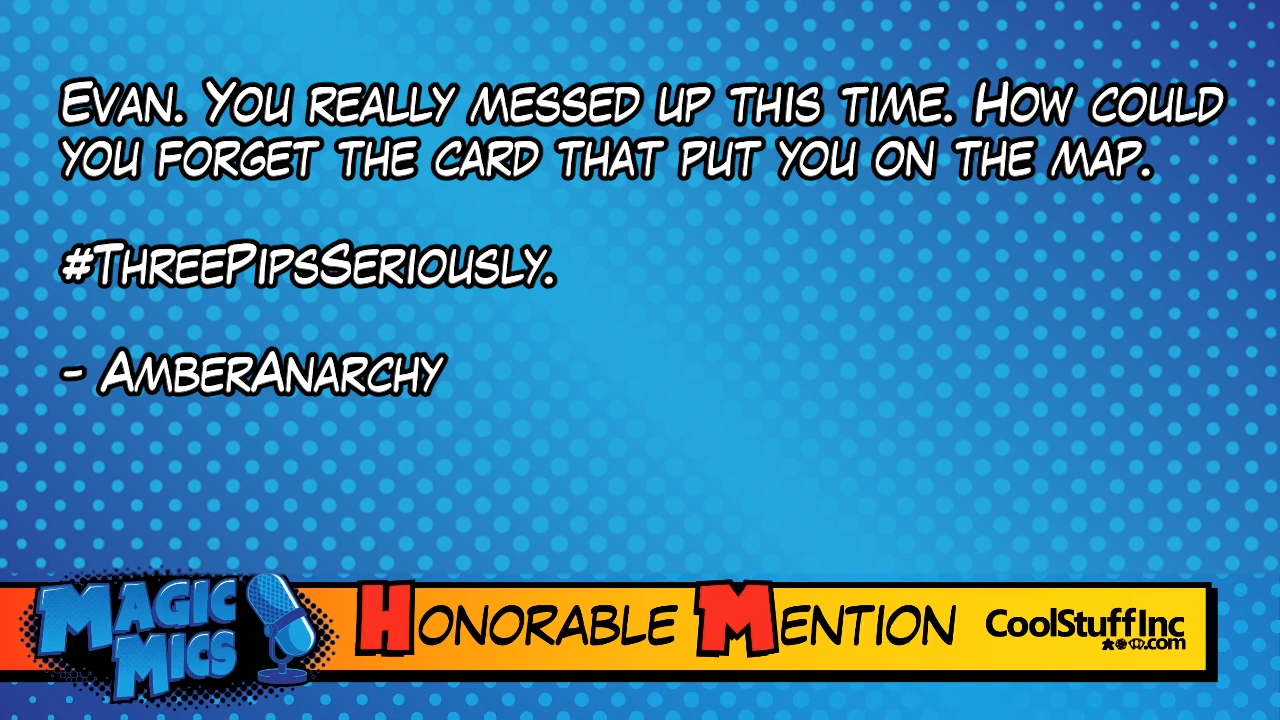 Evan. You really messed up this time. How could
you forget the card that put you on the map.
#ThreePipsSeriously.
- AmberAnarchy
Magic
Mics
Honorable Mention
CoolStuffInc
.com